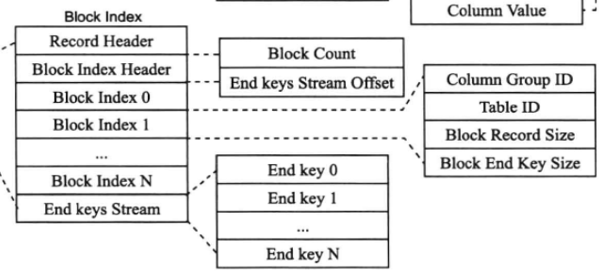 Column Value
Block Index
Record Header
Block Index Header
Block Index 0
Block Index 1
...
Block Index N
End keys Stream
Block Count
End keys Stream Offset
Column Group ID
Table ID
Block Record Size
Block End Key Size
End key 0
End key 1
...
End key N